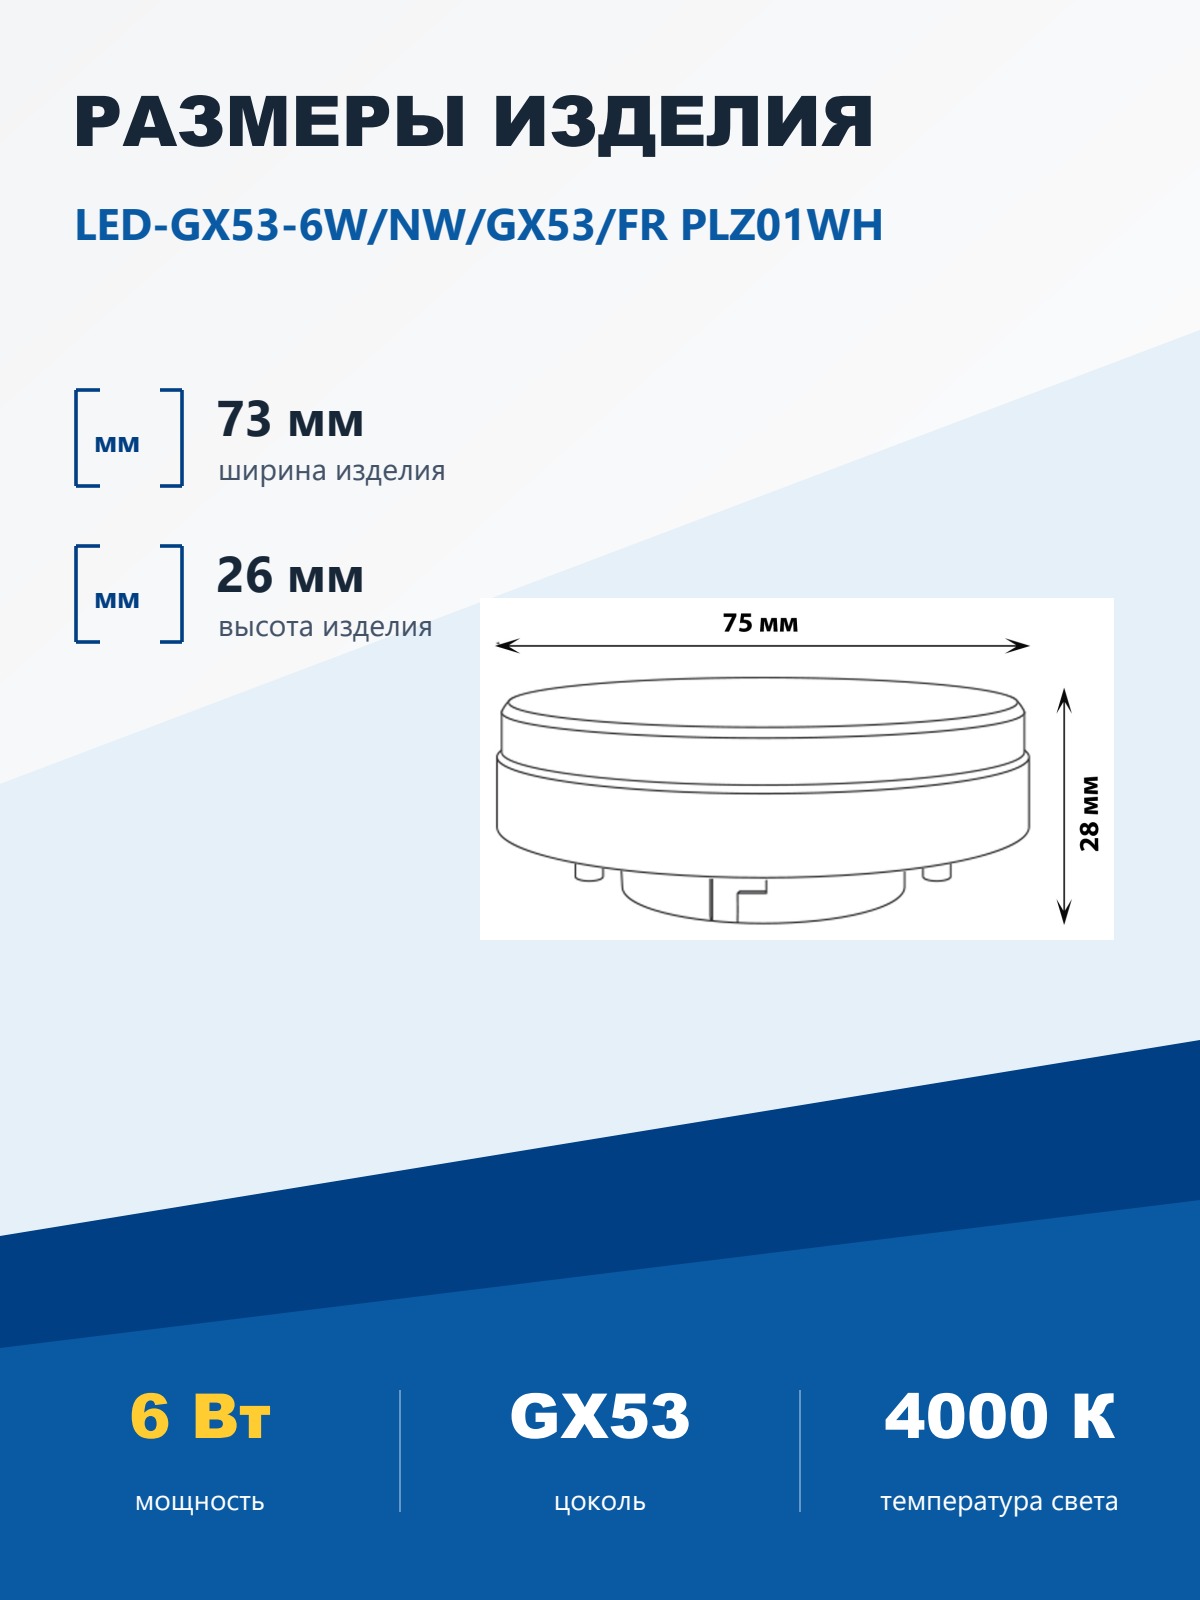 РАЗМЕРЫ ИЗДЕЛИЯ
LED-GX53-6W/NW/GX53/FR PLZ01WH
мм
73 мм
ширина изделия
мм
26 мм
высота изделия
75 мм
28 мм
6 Вт
мощность
GX53
цоколь
4000 К
температура света